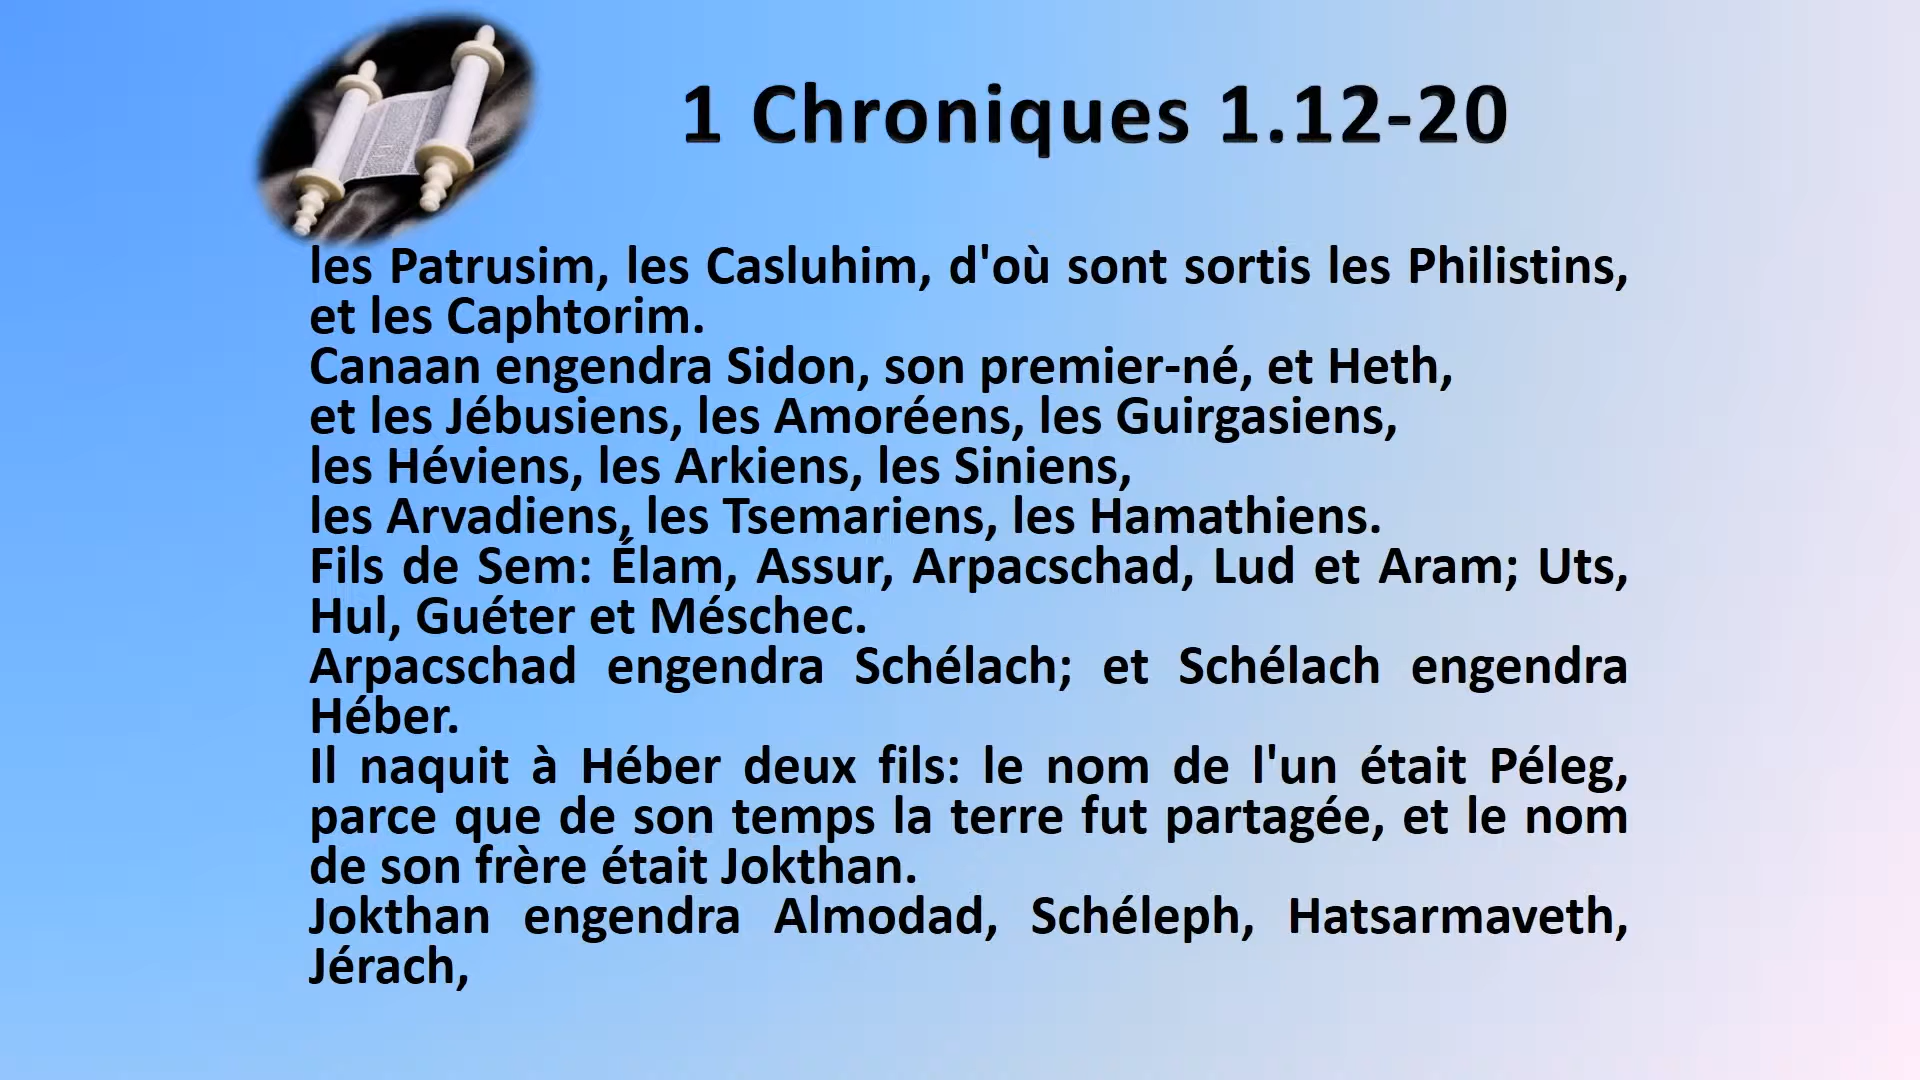 1 Chroniques 1.12-20
les Patrusim, les Casluhim, d'où sont sortis les Philistins,
et les Caphtorim.
Canaan engendra Sidon, son premier-né, et Heth,
et les Jébusiens, les Amoréens, les Guirgasiens,
les Héviens, les Arkiens, les Siniens,
les Arvadiens, les Tsemariens, les Hamathiens.
Fils de Sem: Élam, Assur, Arpacschad, Lud et Aram; Uts,
Hul, Guéter et Méschec.
Arpacschad engendra Schélach; et Schélach engendra
Héber.
Il naquit à Héber deux fils: le nom de l'un était Péleg,
parce que de son temps la terre fut partagée, et le nom
de son frère était Jokthan.
Jokthan engendra Almodad, Schéleph, Hatsarmaveth,
Jérach,